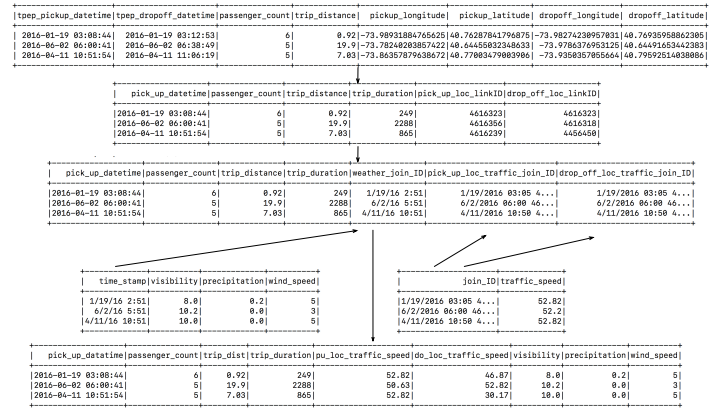 |tpep_pickup_datetime|tpep_dropoff_datetime|passenger_count|trip_distance| pickup_longitude| pickup_latitude| dropoff_longitude| dropoff_latitude|
|2016-01-19 03:08:44| 2016-01-19 03:12:53| 6| 0.92|-73.98931884765625|40.76287841796875|-73.98274230957031|40.76935958862305|
|2016-06-02 06:00:41| 2016-06-02 06:38:49| 5| 19.9|-73.78240203857422|40.64455032348633| -73.9786376953125|40.64491653442383|
|2016-04-11 10:51:54| 2016-04-11 11:06:19| 5| 7.03|-73.86357879638672|40.77003479003906| -73.9350357055664|40.79592514038086|
| pick_up_datetime|passenger_count|trip_distance|trip_duration|pick_up_loc_linkID|drop_off_loc_linkID|
|2016-01-19 03:08:44| 6| 0.92| 249| 4616323| 4616323|
|2016-06-02 06:00:41| 5| 19.9| 2288| 4616356| 4616318|
|2016-04-11 10:51:54| 5| 7.03| 865| 4616239| 4456450|
| pick_up_datetime|passenger_count|trip_distance|trip_duration|weather_join_ID|pick_up_loc_traffic_join_ID|drop_off_loc_traffic_join_ID|
|2016-01-19 03:08:44| 6| 0.92| 249| 1/19/16 2:51| 1/19/2016 03:05 4...| 1/19/2016 03:05 4...|
|2016-06-02 06:00:41| 5| 19.9| 2288| 6/2/16 5:51| 6/2/2016 06:00 46...| 6/2/2016 06:00 46...|
|2016-04-11 10:51:54| 5| 7.03| 865| 4/11/16 10:51| 4/11/2016 10:50 4...| 4/11/2016 10:50 4...|
| time_stamp|visibility|precipitation|wind_speed|
| 1/19/16 2:51| 8.0| 0.2| 5|
| 6/2/16 5:51| 10.2| 0.0| 3|
|4/11/16 10:51| 10.0| 0.0| 5|
| join_ID|traffic_speed|
|1/19/2016 03:05 4...| 52.82|
|6/2/2016 06:00 46...| 52.2|
|4/11/2016 10:50 4...| 52.82|
| pick_up_datetime|passenger_count|trip_dist|trip_duration|pu_loc_traffic_speed|do_loc_traffic_speed|visibility|precipitation|wind_speed|
|2016-01-19 03:08:44| 6| 0.92| 249| 52.82| 46.87| 8.0| 0.2| 5|
|2016-06-02 06:00:41| 5| 19.9| 2288| 50.63| 52.82| 10.2| 0.0| 3|
|2016-04-11 10:51:54| 5| 7.03| 865| 52.82| 30.17| 10.0| 0.0| 5|